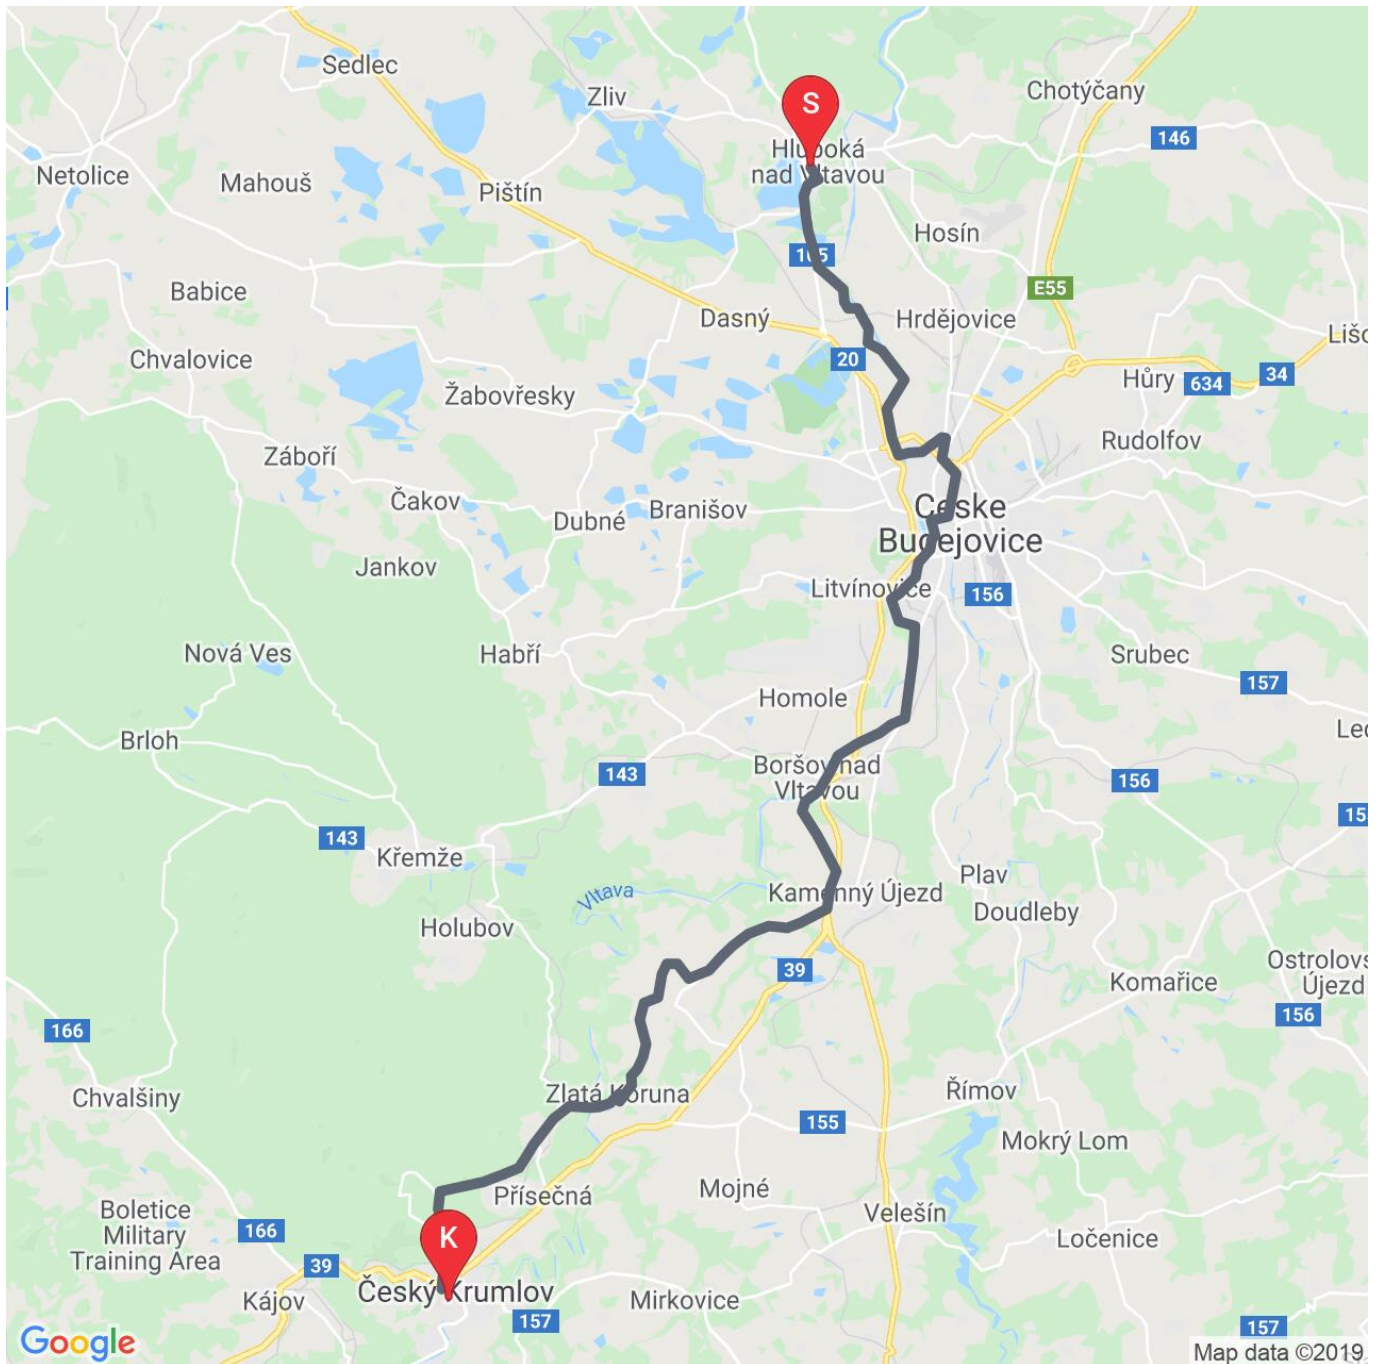 Sedlec
Zliv
Chotýčany
S
146
Hluboká
nad Vltavou
Netolice
Mahouš
Pištín
Hosín
105
E55
Babice
Dasný
Hrdějovice
Chvalovice
20
Hůry
634
34
Žabovřesky
Rudolfov
Záboří
Čakov
Dubné
Branišov
Ceske
Budejovice
Jankov
Litvínovice
156
Nová Ves
Habří
Srubec
157
Homole
Brloh
143
Boršov nad
Vltavou
156
143
Křemže
Plav
Vltava
Kamenný Újezd
Doudleby
Holubov
39
Komařice
Újezd
166
156
Chvalšiny
Zlatá Koruna
Římov
155
Mokrý Lom
Přísečná
Mojné
Boletice
Military
Training Area
166
K
Velešín
Ločenice
39
Kájov
Český Krumlov
157
Mirkovice
157
Google
Map data ©2019